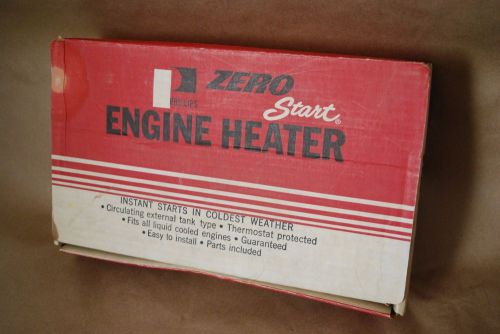 ZERO
PHILLIPS
Start®
ENGINE HEATER
INSTANT STARTS IN COLDEST WEATHER
• Circulating external tank type • Thermostat protected
• Fits all liquid cooled engines • Guaranteed
• Easy to install • Parts included